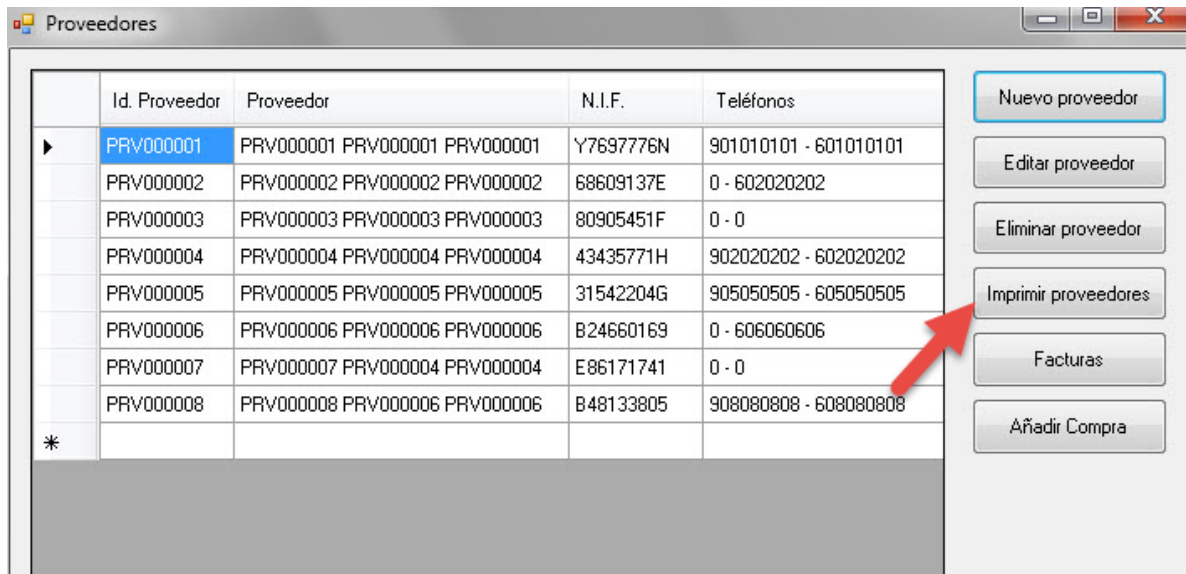 Proveedores
Id. Proveedor Proveedor N.I.F. Teléfonos
PRV000001 PRV000001 PRV000001 PRV000001 Y7697776N 901010101 - 601010101
PRV000002 PRV000002 PRV000002 PRV000002 68609137E 0 - 602020202
PRV000003 PRV000003 PRV000003 PRV000003 80905451F 0 - 0
PRV000004 PRV000004 PRV000004 PRV000004 43435771H 902020202 - 602020202
PRV000005 PRV000005 PRV000005 PRV000005 31542204G 905050505 - 605050505
PRV000006 PRV000006 PRV000006 PRV000006 B24660169 0 - 606060606
PRV000007 PRV000007 PRV000004 PRV000004 E86171741 0 - 0
PRV000008 PRV000008 PRV000006 PRV000006 B48133805 908080808 - 608080808
Nuevo proveedor
Editar proveedor
Eliminar proveedor
Imprimir proveedores
Facturas
Añadir Compra